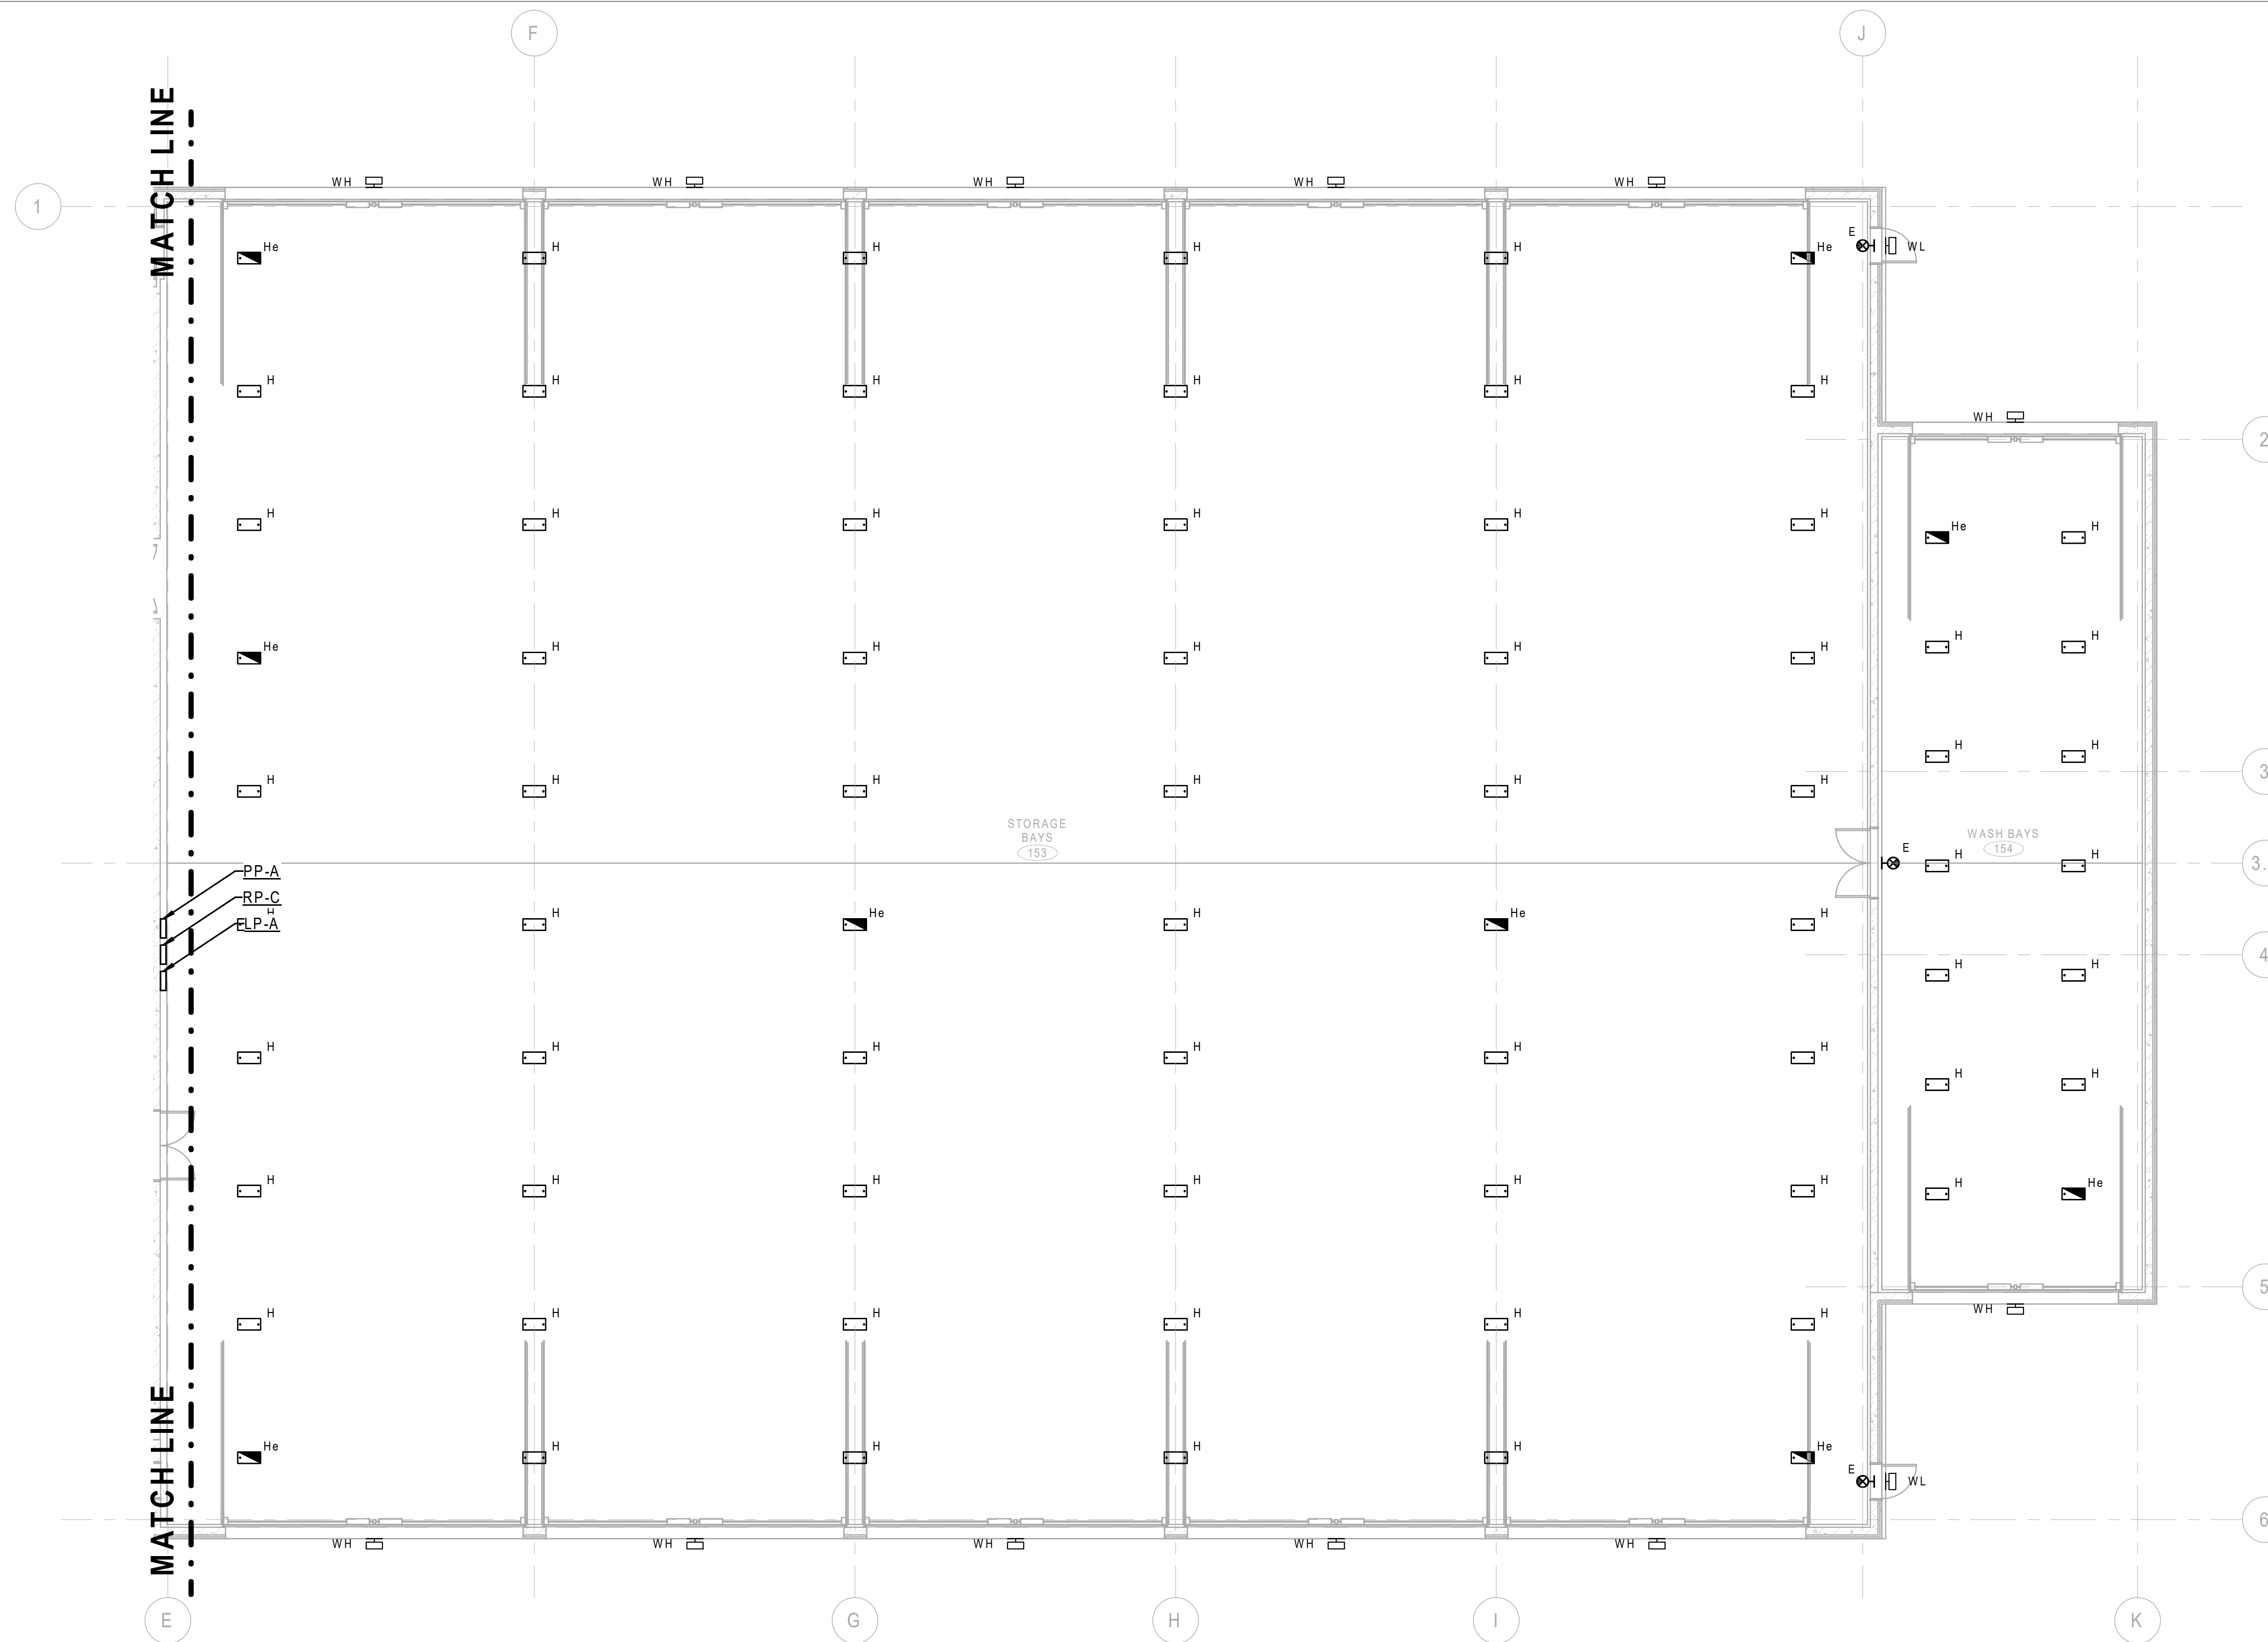 F J
MATCH LINE
WH WH WH WH WH
1
He H H H H He E WL
H H H H H H
WH
2
H H H H H H
He H
He H H H H H
H H
H H
3
H H H H H H
STORAGE
BAYS
153
WASH BAYS
154
E H H
3.
PP-A
RP-C
H
LP-A
H He H He H
4
H H
H H H H H H
H H
H H H H H H
H He
5
WH
H H H H H H
MATCH LINE
He H H H H He
E WL
6
WH WH WH WH WH
E G H I K